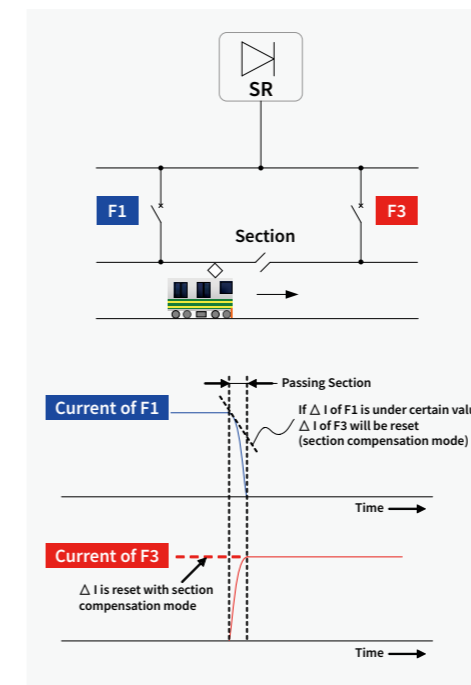 SR
F1
F3
Section
Passing Section
Current of F1
If △ I of F1 is under certain
△ I of F3 will be reset
(section compensation mode)
Time
Current of F3
△ I is reset with section
compensation mode
Time